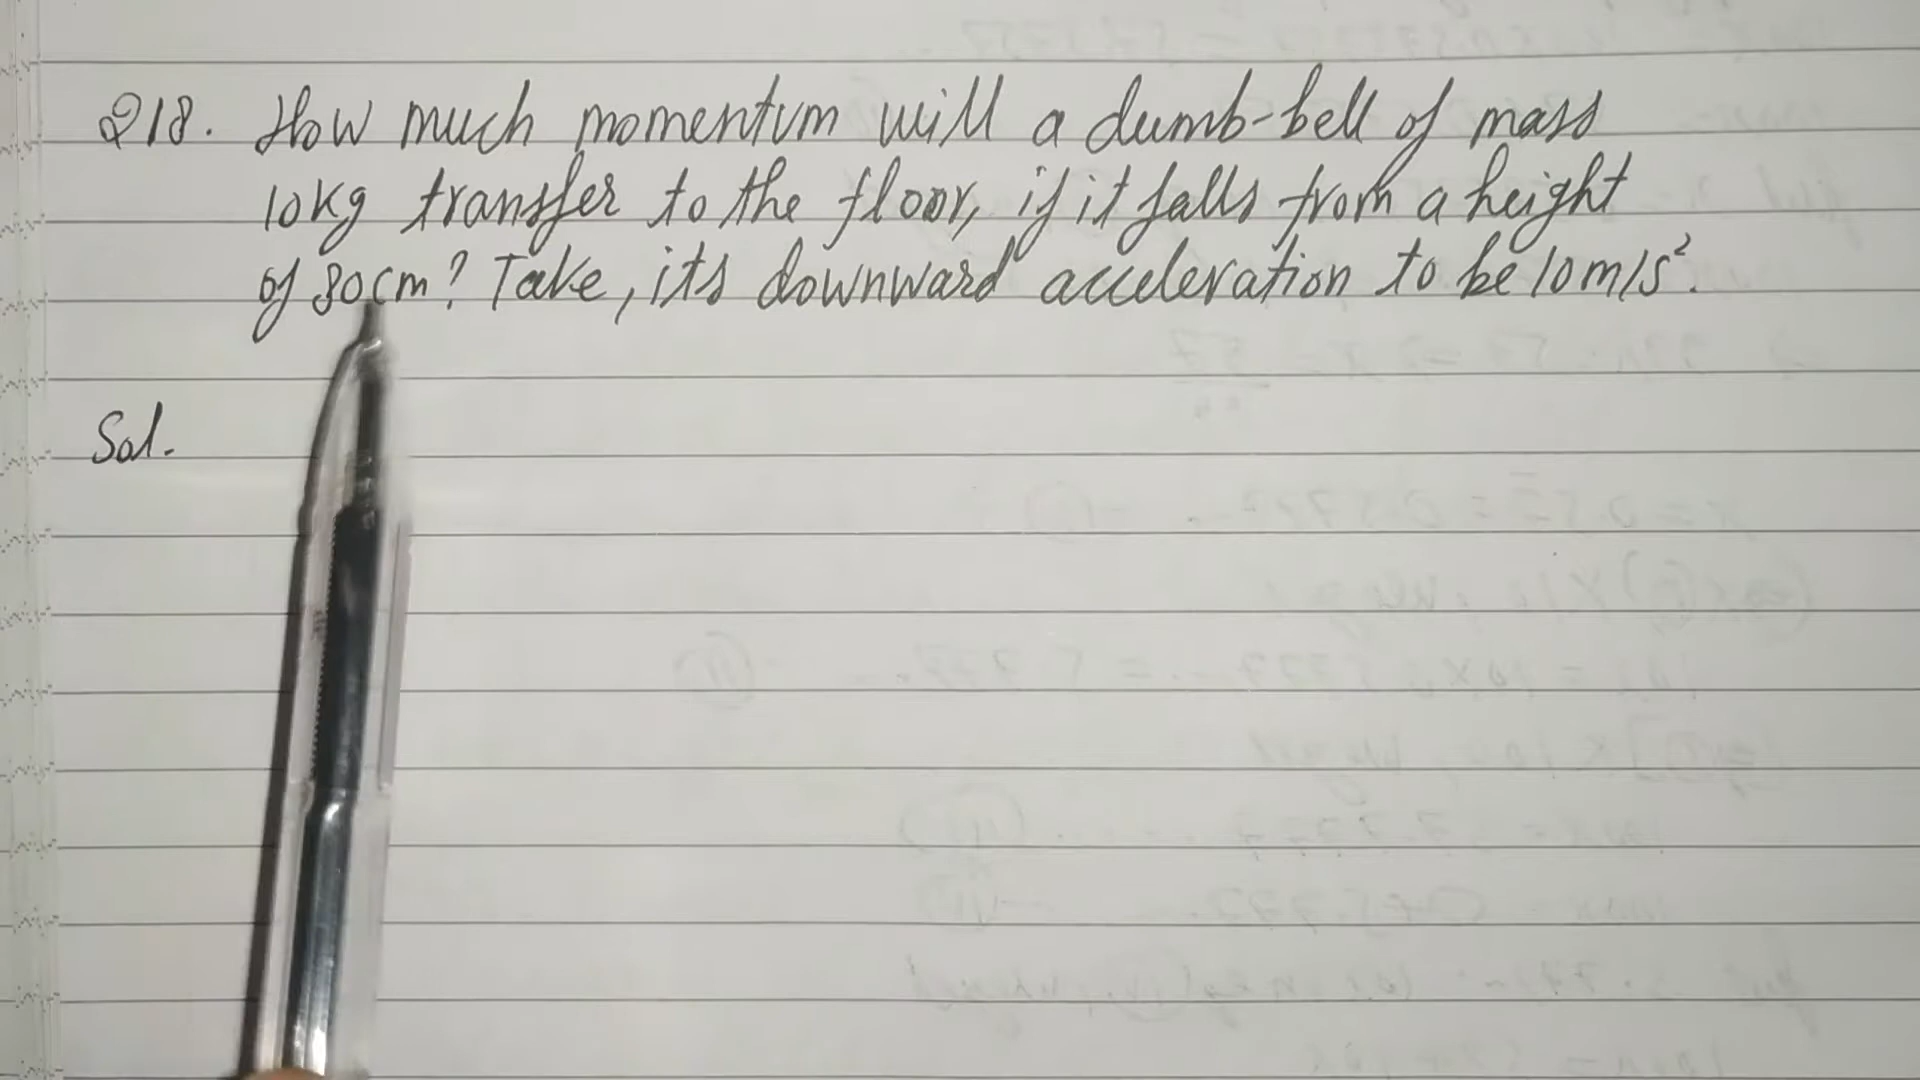 Q18. How much momentum will a dumb-bell of mass
10kg transfer to the floor, if it falls from a height
of 80cm? Take, its downward acceleration to be 10m/s².
Sol.